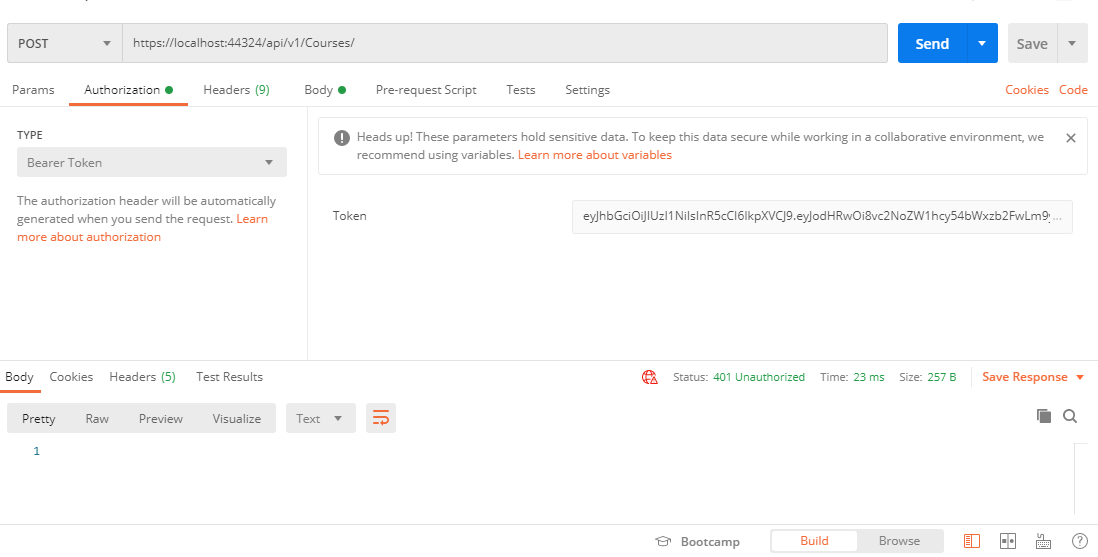 POST https://localhost:44324/api/v1/Courses/ Send Save
Params Authorization Headers (9) Body Pre-request Script Tests Settings Cookies Code
TYPE
Bearer Token
The authorization header will be automatically
generated when you send the request. Learn
more about authorization
Heads up! These parameters hold sensitive data. To keep this data secure while working in a collaborative environment, we
recommend using variables. Learn more about variables
Token
Body Cookies Headers (5) Test Results Status: 401 Unauthorized Time: 23 ms Size: 257 B Save Response
Pretty Raw Preview Visualize Text
1
Bootcamp Build Browse